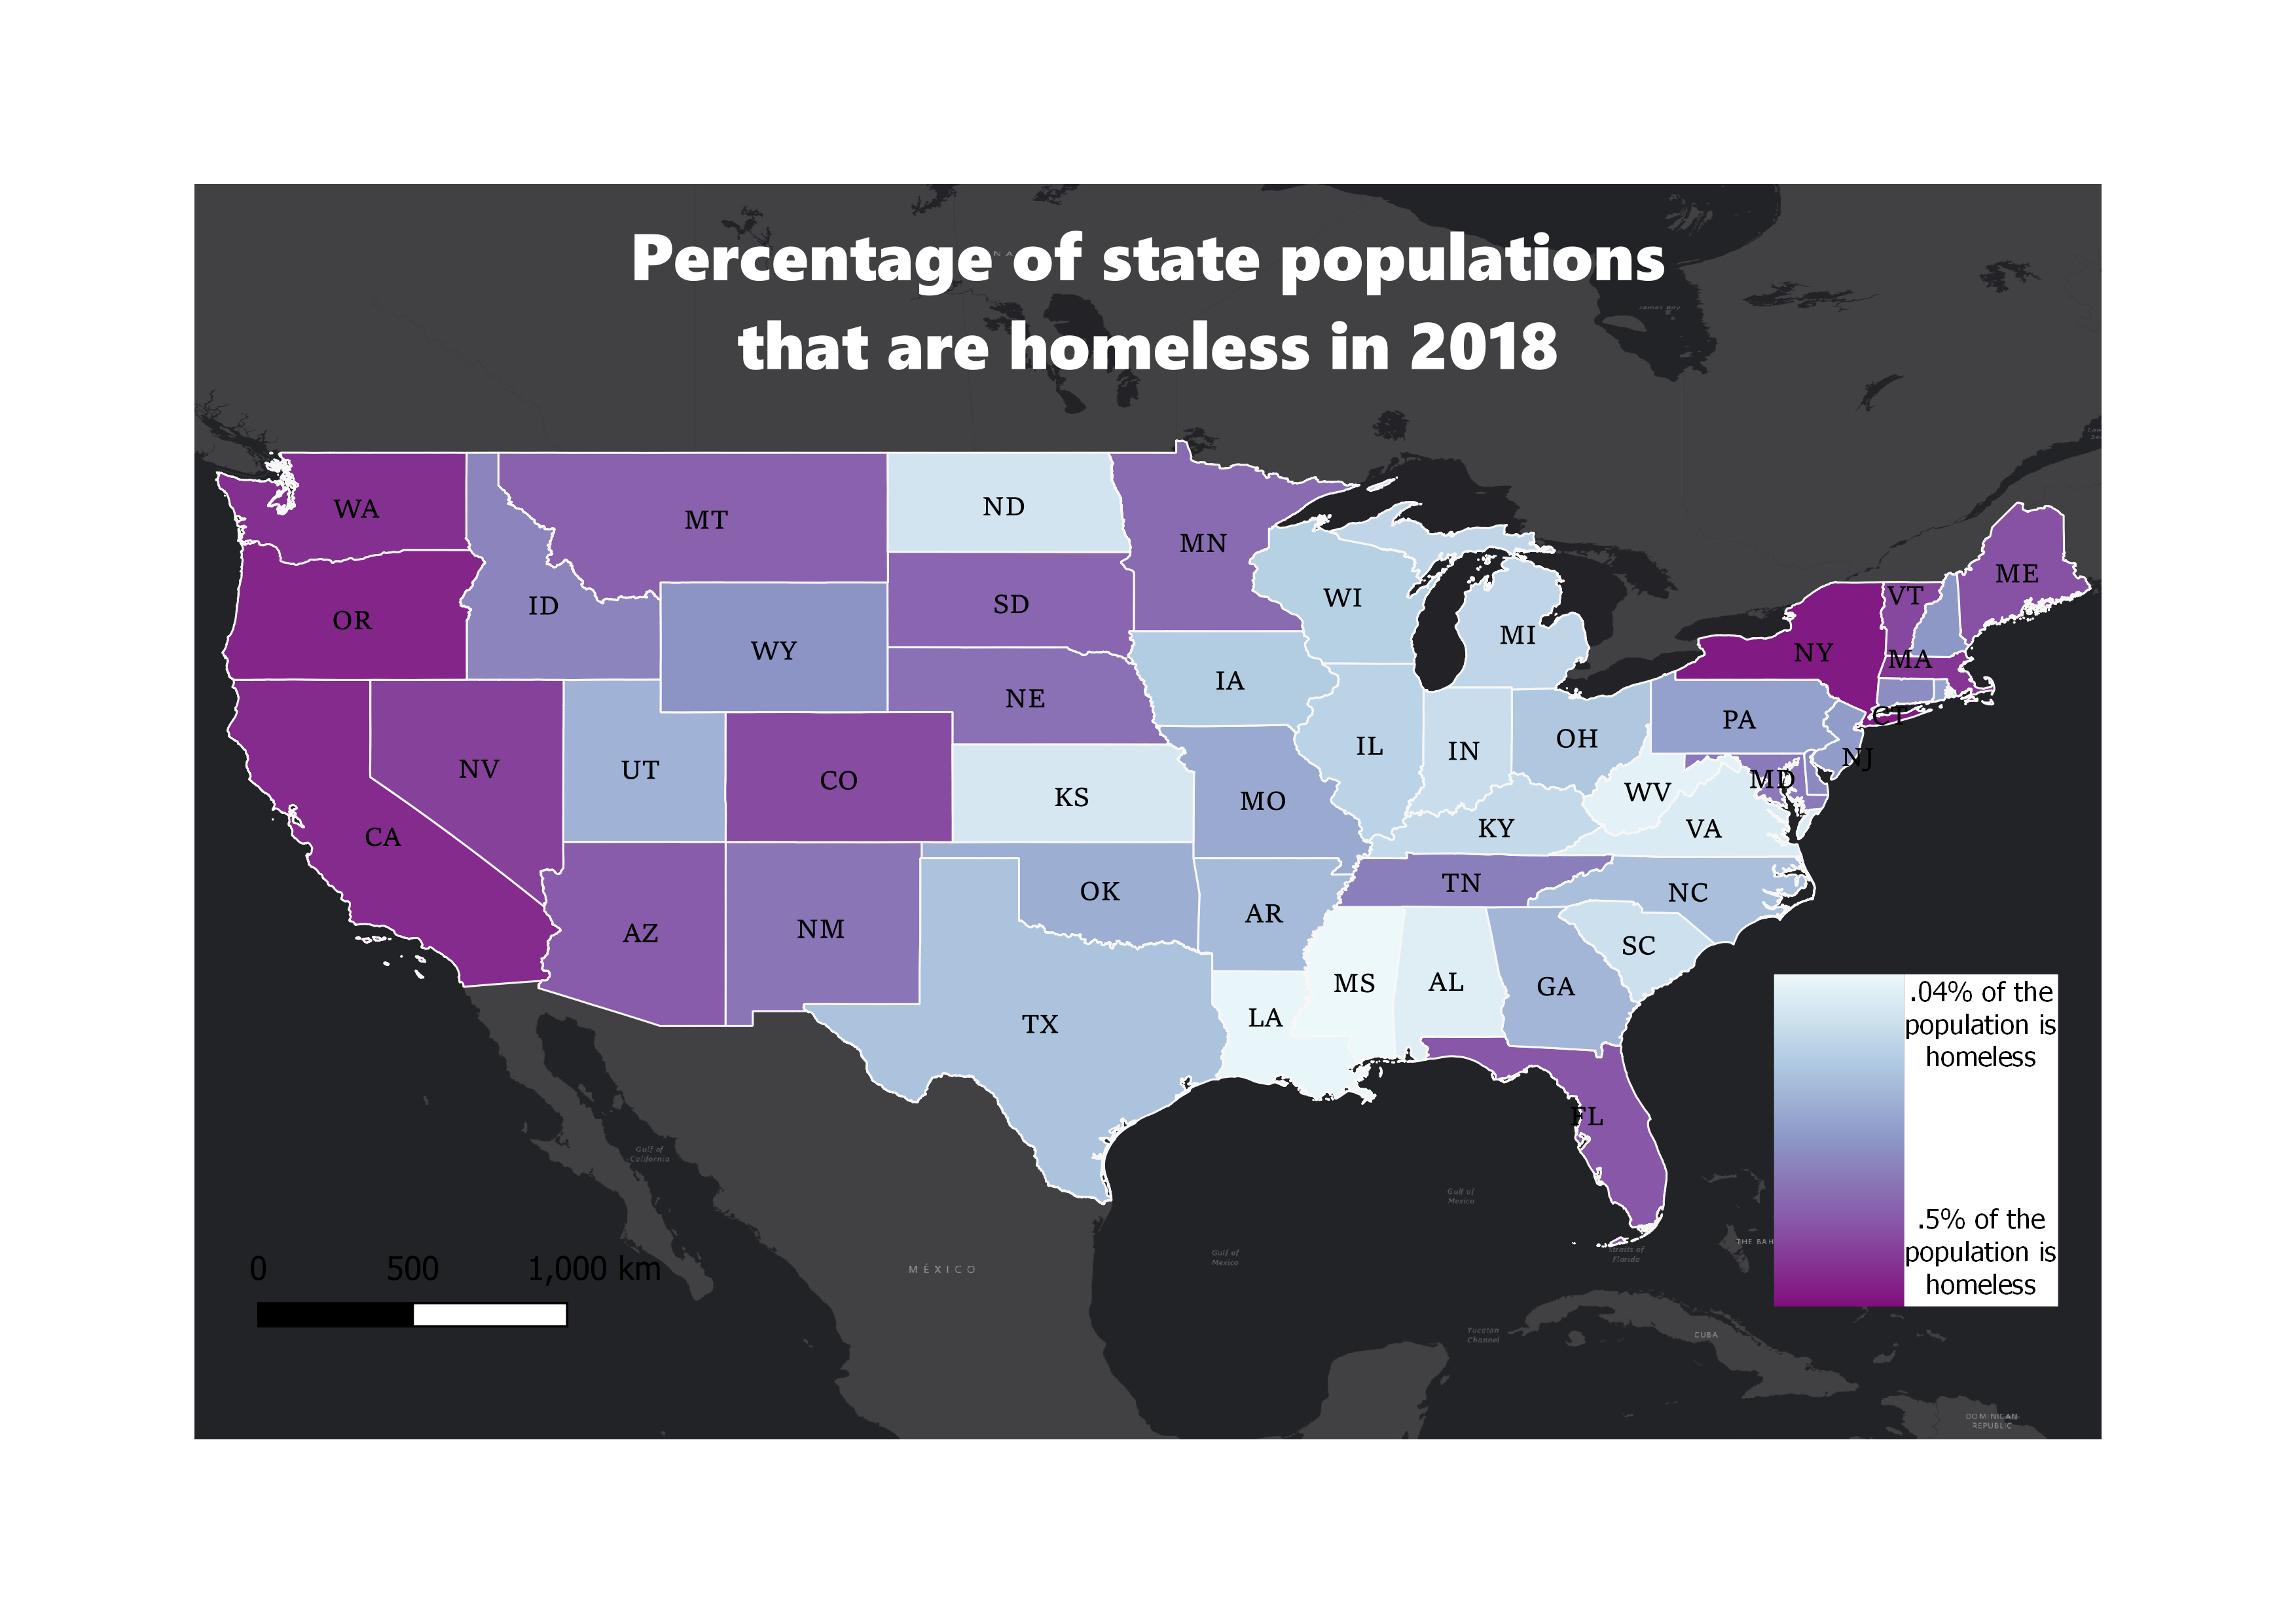 Percentage of state populations
that are homeless in 2018
James Bay
WA
MT
ND
MN
OR
ID
WY
SD
WI
MI
VT
ME
NY
MA
NE
IA
CT
PA
NJ
NV
UT
CO
KS
MO
IL
IN
OH
MD
WV
VA
KY
CA
AZ
NM
OK
AR
TN
NC
SC
MS
AL
GA
LA
TX
FL
.04% of the
population is
homeless
.5% of the
population is
homeless
Gulf of
California
Gulf of
Mexico
Gulf of
Mexico
Straits of
Florida
THE BAH
MÉXICO
Yucatan
Channel
CUBA
DOMINICAN
REPUBLIC
0 500 1,000 km